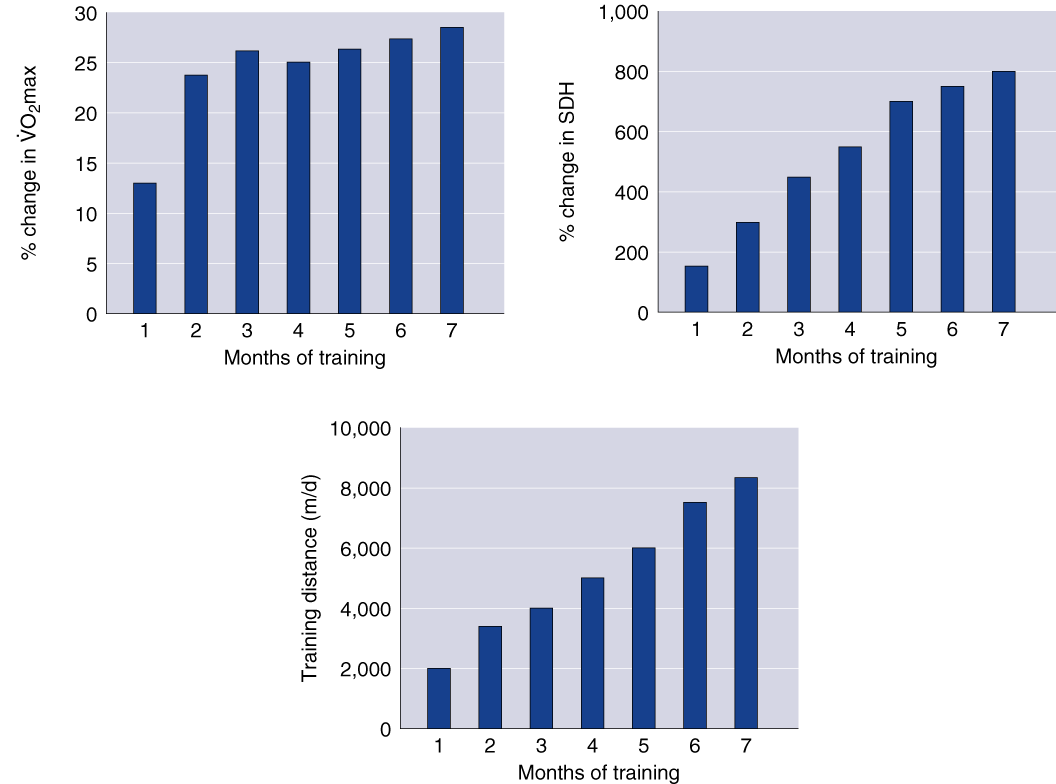 % change in V̇O₂max
30
25
20
15
10
5
0
1 2 3 4 5 6 7
Months of training
% change in SDH
1,000
800
600
400
200
0
1 2 3 4 5 6 7
Months of training
Training distance (m/d)
10,000
8,000
6,000
4,000
2,000
0
1 2 3 4 5 6 7
Months of training